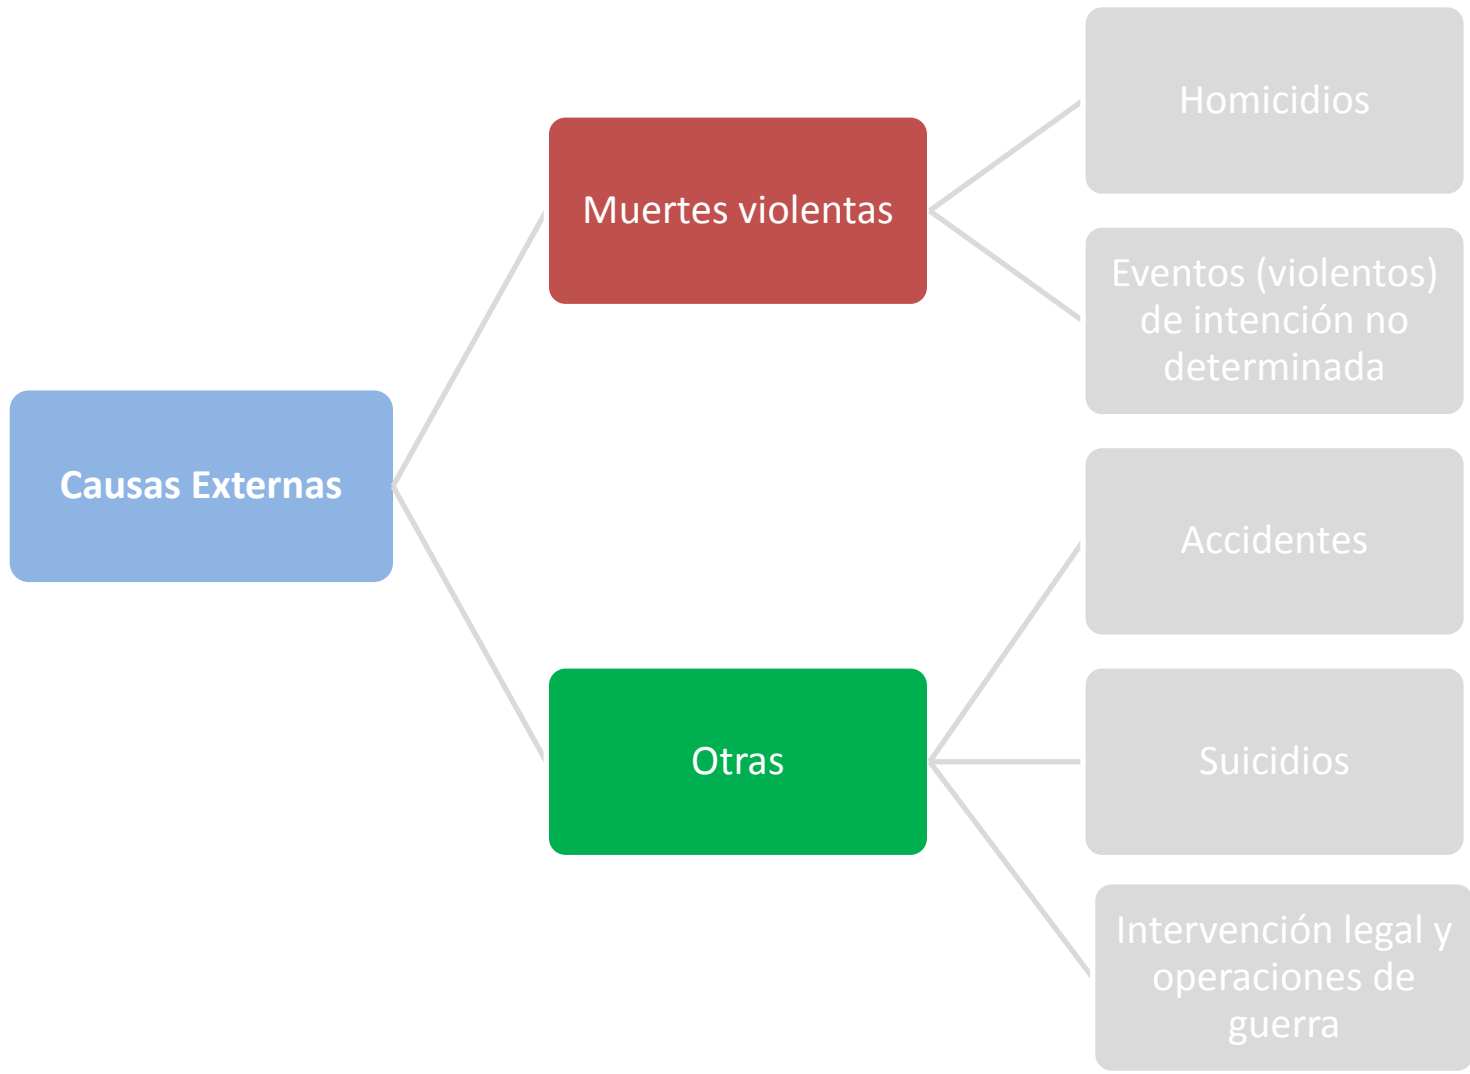 Causas Externas
Muertes violentas
Homicidios
Eventos (violentos)
de intención no
determinada
Otras
Accidentes
Suicidios
Intervención legal y
operaciones de
guerra